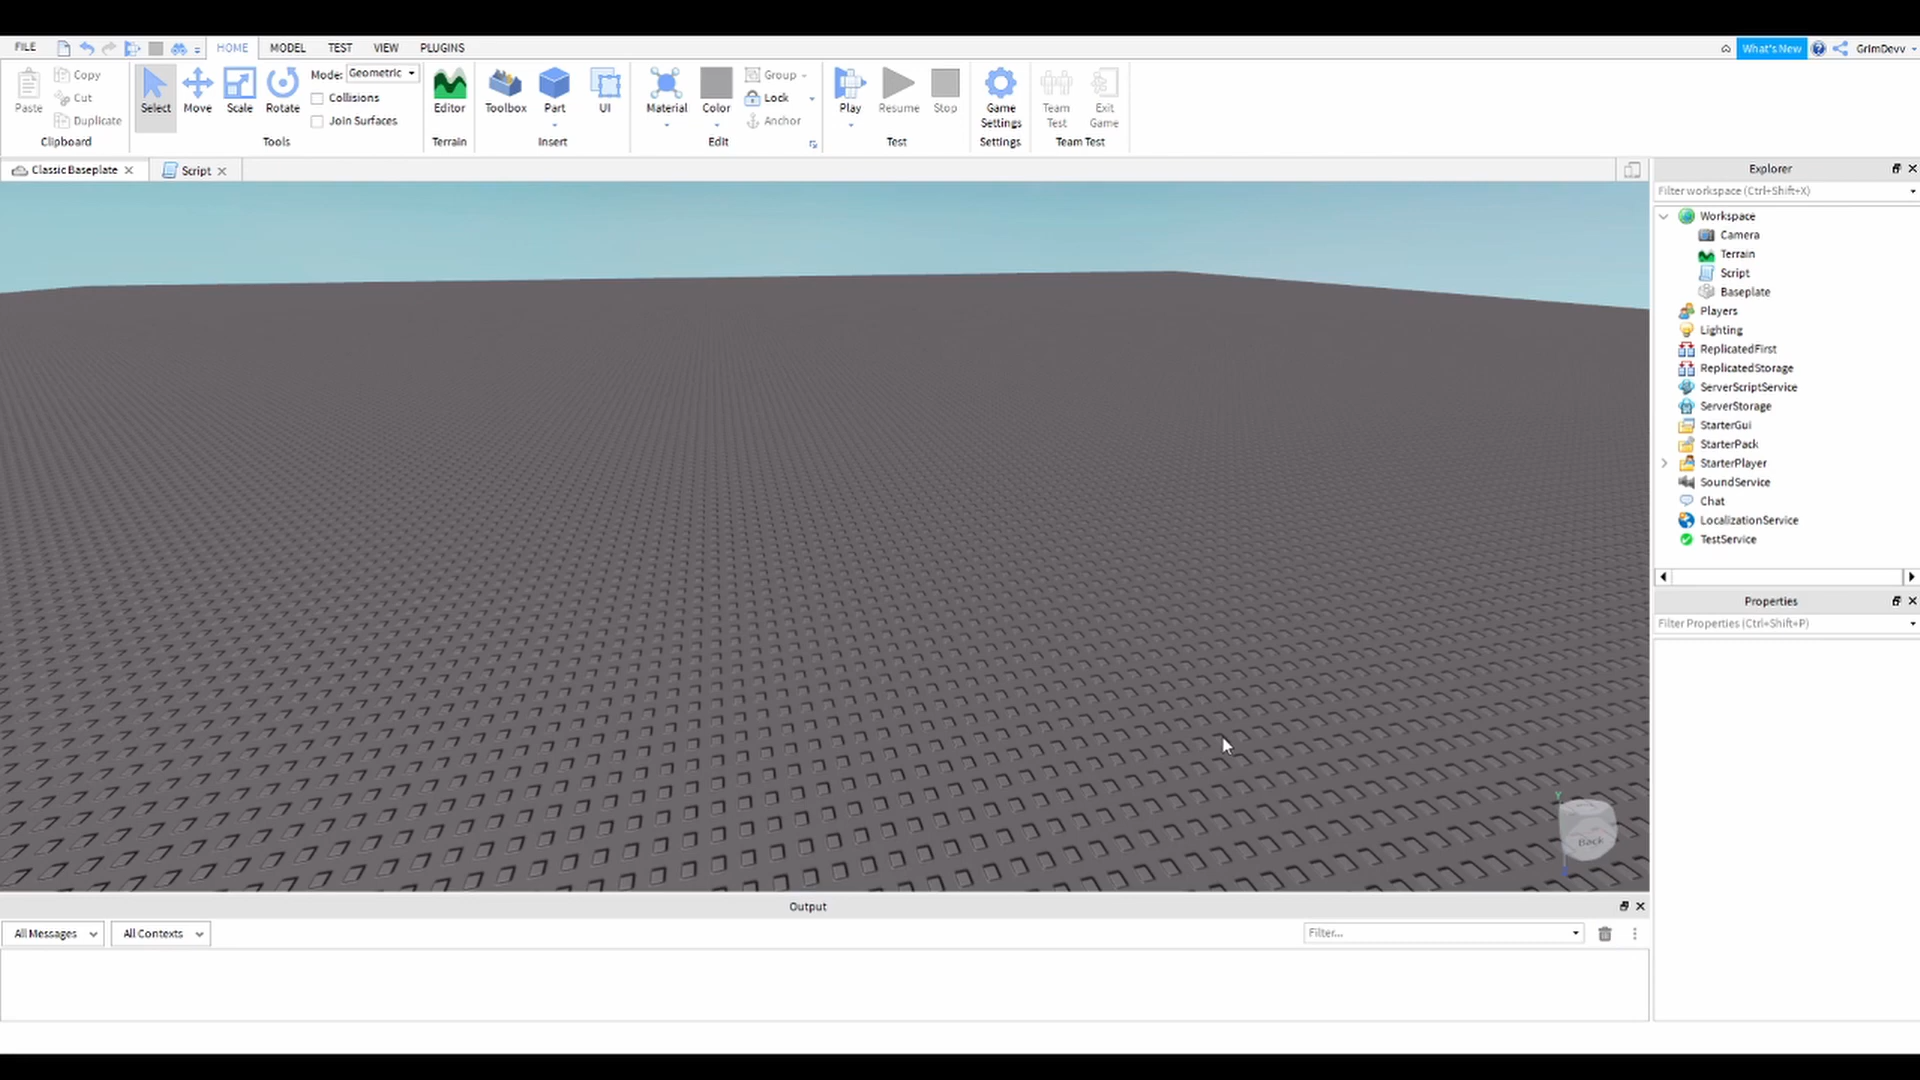 FILE HOME MODEL TEST VIEW PLUGINS What's New GrimDevv
Paste Copy Cut Duplicate
Clipboard
Select Move Scale Rotate
Mode: Geometric
Collisions
Join Surfaces
Tools
Editor
Terrain
Toolbox Part UI
Insert
Material Color Group Lock Anchor
Edit
Play Resume Stop
Test
Game Settings
Settings
Team Test Exit Game
Team Test
Classic Baseplate Script
Explorer
Filter workspace (Ctrl+Shift+X)
Workspace
Camera
Terrain
Script
Baseplate
Players
Lighting
ReplicatedFirst
ReplicatedStorage
ServerScriptService
ServerStorage
StarterGui
StarterPack
StarterPlayer
SoundService
Chat
LocalizationService
TestService
Properties
Filter Properties (Ctrl+Shift+P)
Y
Back
Output
All Messages All Contexts Filter...